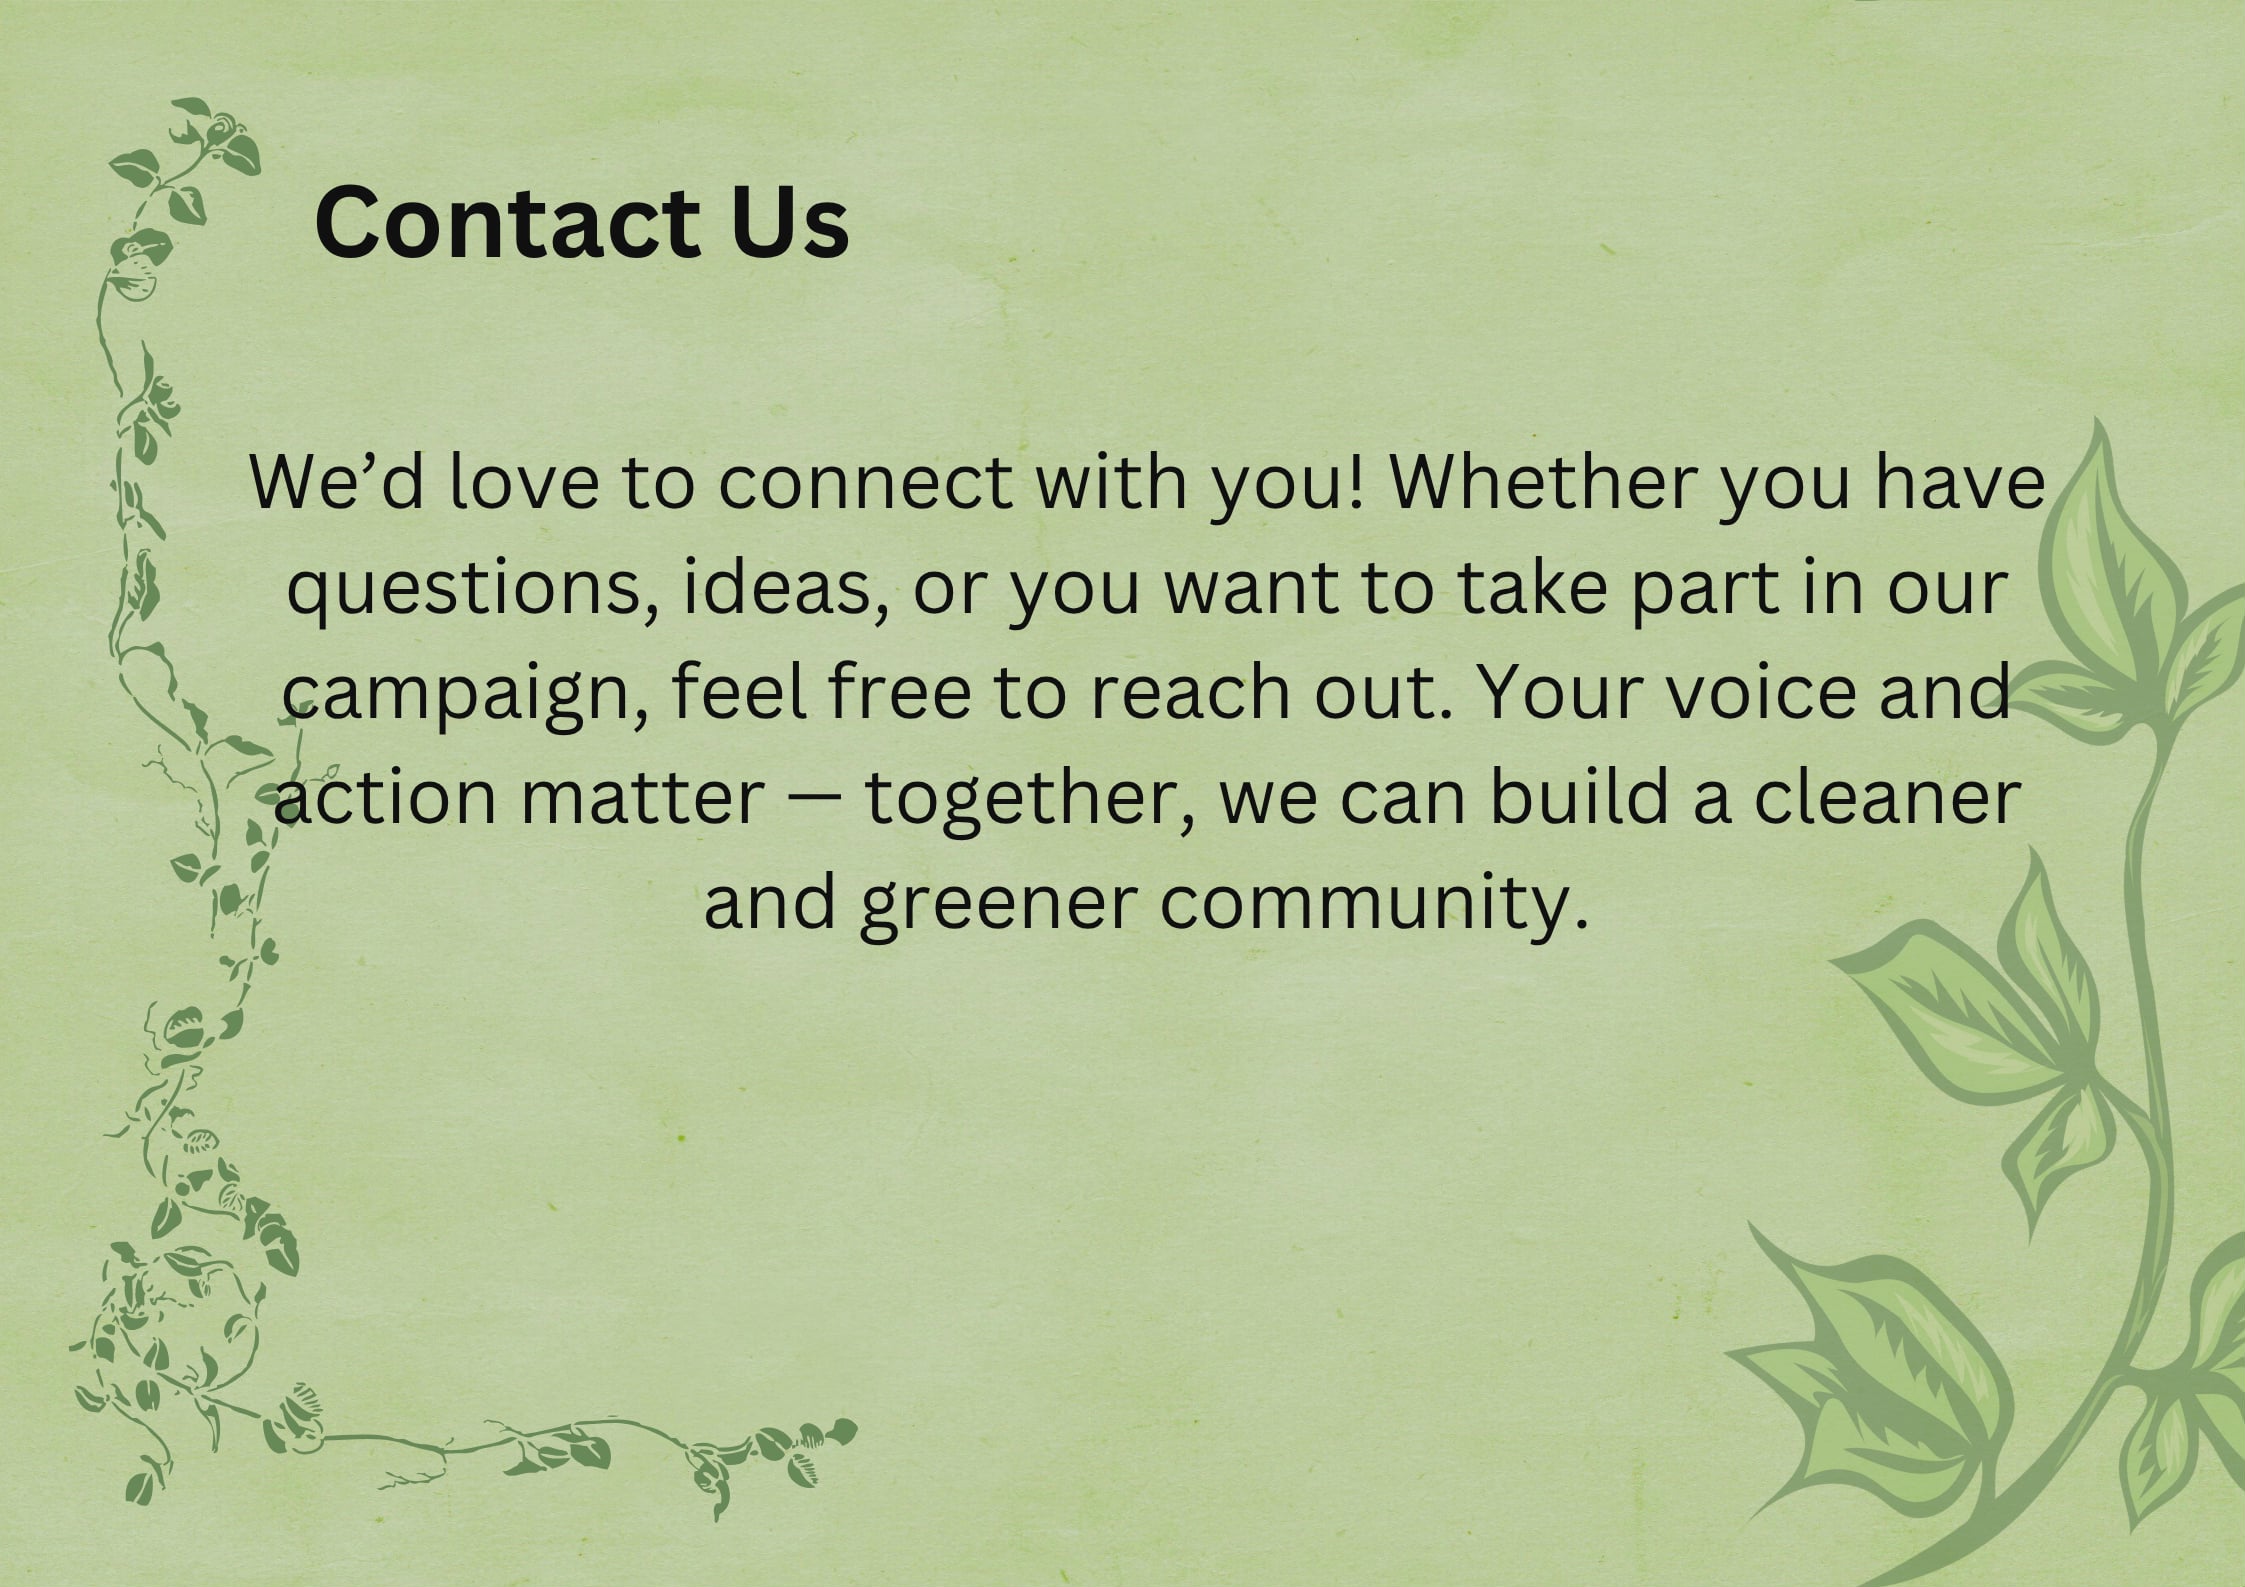 Contact Us
We’d love to connect with you! Whether you have
questions, ideas, or you want to take part in our
campaign, feel free to reach out. Your voice and
action matter — together, we can build a cleaner
and greener community.